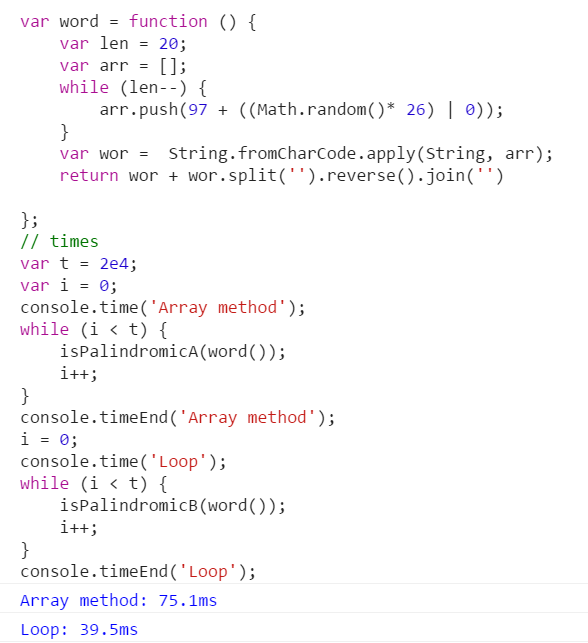 var word = function () {
    var len = 20;
    var arr = [];
    while (len--) {
        arr.push(97 + ((Math.random()* 26) | 0));
    }
    var wor =  String.fromCharCode.apply(String, arr);
    return wor + wor.split('').reverse().join('')

};
// times
var t = 2e4;
var i = 0;
console.time('Array method');
while (i < t) {
    isPalindromicA(word());
    i++;
}
console.timeEnd('Array method');
i = 0;
console.time('Loop');
while (i < t) {
    isPalindromicB(word());
    i++;
}
console.timeEnd('Loop');
Array method: 75.1ms
Loop: 39.5ms